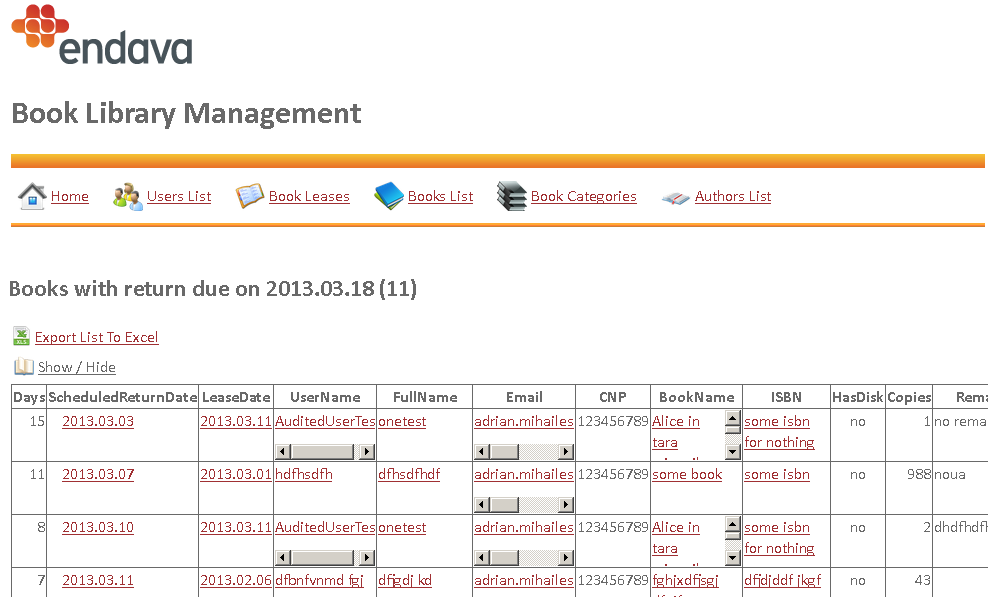 endava
Book Library Management
Home Users List Book Leases Books List Book Categories Authors List
Books with return due on 2013.03.18 (11)
Export List To Excel
Show / Hide
Days ScheduledReturnDate LeaseDate UserName FullName Email CNP BookName ISBN HasDisk Copies Rema
15 2013.03.03 2013.03.11 AuditedUserTes onetest adrian.mihailes 123456789 Alice in some isbn no 1 no rema
tara for nothing
11 2013.03.07 2013.03.01 hdfhsdfh dfhsdfhdf adrian.mihailes 123456789 some book some isbn no 988 noua
8 2013.03.10 2013.03.11 AuditedUserTes onetest adrian.mihailes 123456789 Alice in some isbn no 2 dhdfhdfh
tara for nothing
7 2013.03.11 2013.02.06 dfbnfvnmd fgj dfjgdj kd adrian.mihailes 123456789 fghjxdfjsgj dfjdjddf jkgf no 43